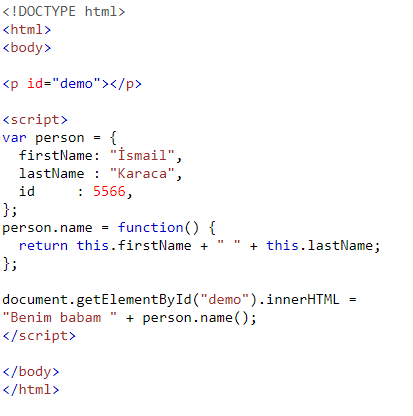 <!DOCTYPE html>
<html>
<body>

<p id="demo"></p>

<script>
var person = {
  firstName: "İsmail",
  lastName : "Karaca",
  id     : 5566,
};
person.name = function() {
  return this.firstName + " " + this.lastName;
};

document.getElementById("demo").innerHTML =
"Benim babam " + person.name();
</script>

</body>
</html>